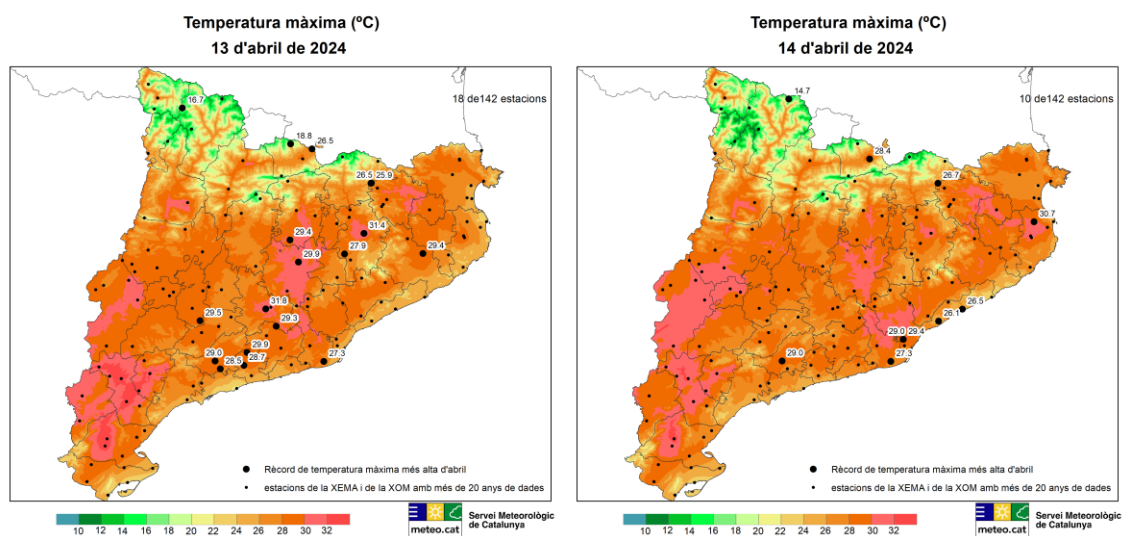 Temperatura màxima (ºC)
13 d'abril de 2024
18 de142 estacions
16.7
18.8
26.5
26.5
25.9
31.4
29.4
27.9
29.4
29.9
31.8
29.5
29.3
29.9
29.0
28.5
28.7
27.3
Rècord de temperatura màxima més alta d'abril
estacions de la XEMA i de la XOM amb més de 20 anys de dades
10 12 14 16 18 20 22 24 26 28 30 32
meteo.cat
Servei Meteorològic
de Catalunya
Temperatura màxima (ºC)
14 d'abril de 2024
10 de142 estacions
14.7
28.4
26.7
30.7
26.5
26.1
29.0
29.4
29.0
27.3
Rècord de temperatura màxima més alta d'abril
estacions de la XEMA i de la XOM amb més de 20 anys de dades
10 12 14 16 18 20 22 24 26 28 30 32
meteo.cat
Servei Meteorològic
de Catalunya